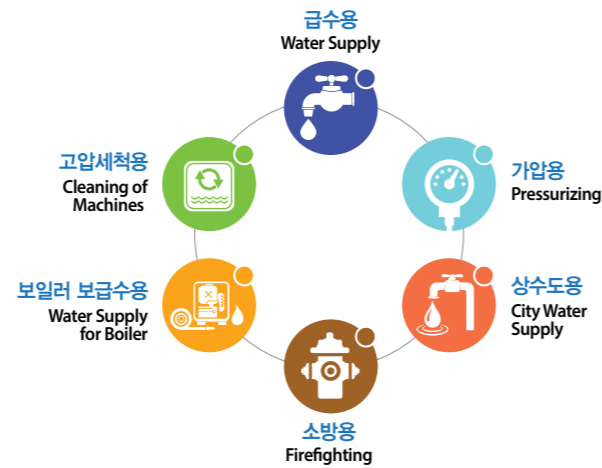 급수용
Water Supply
가압용
Pressurizing
상수도용
City Water
Supply
소방용
Firefighting
보일러 보급수용
Water Supply
for Boiler
고압세척용
Cleaning of
Machines